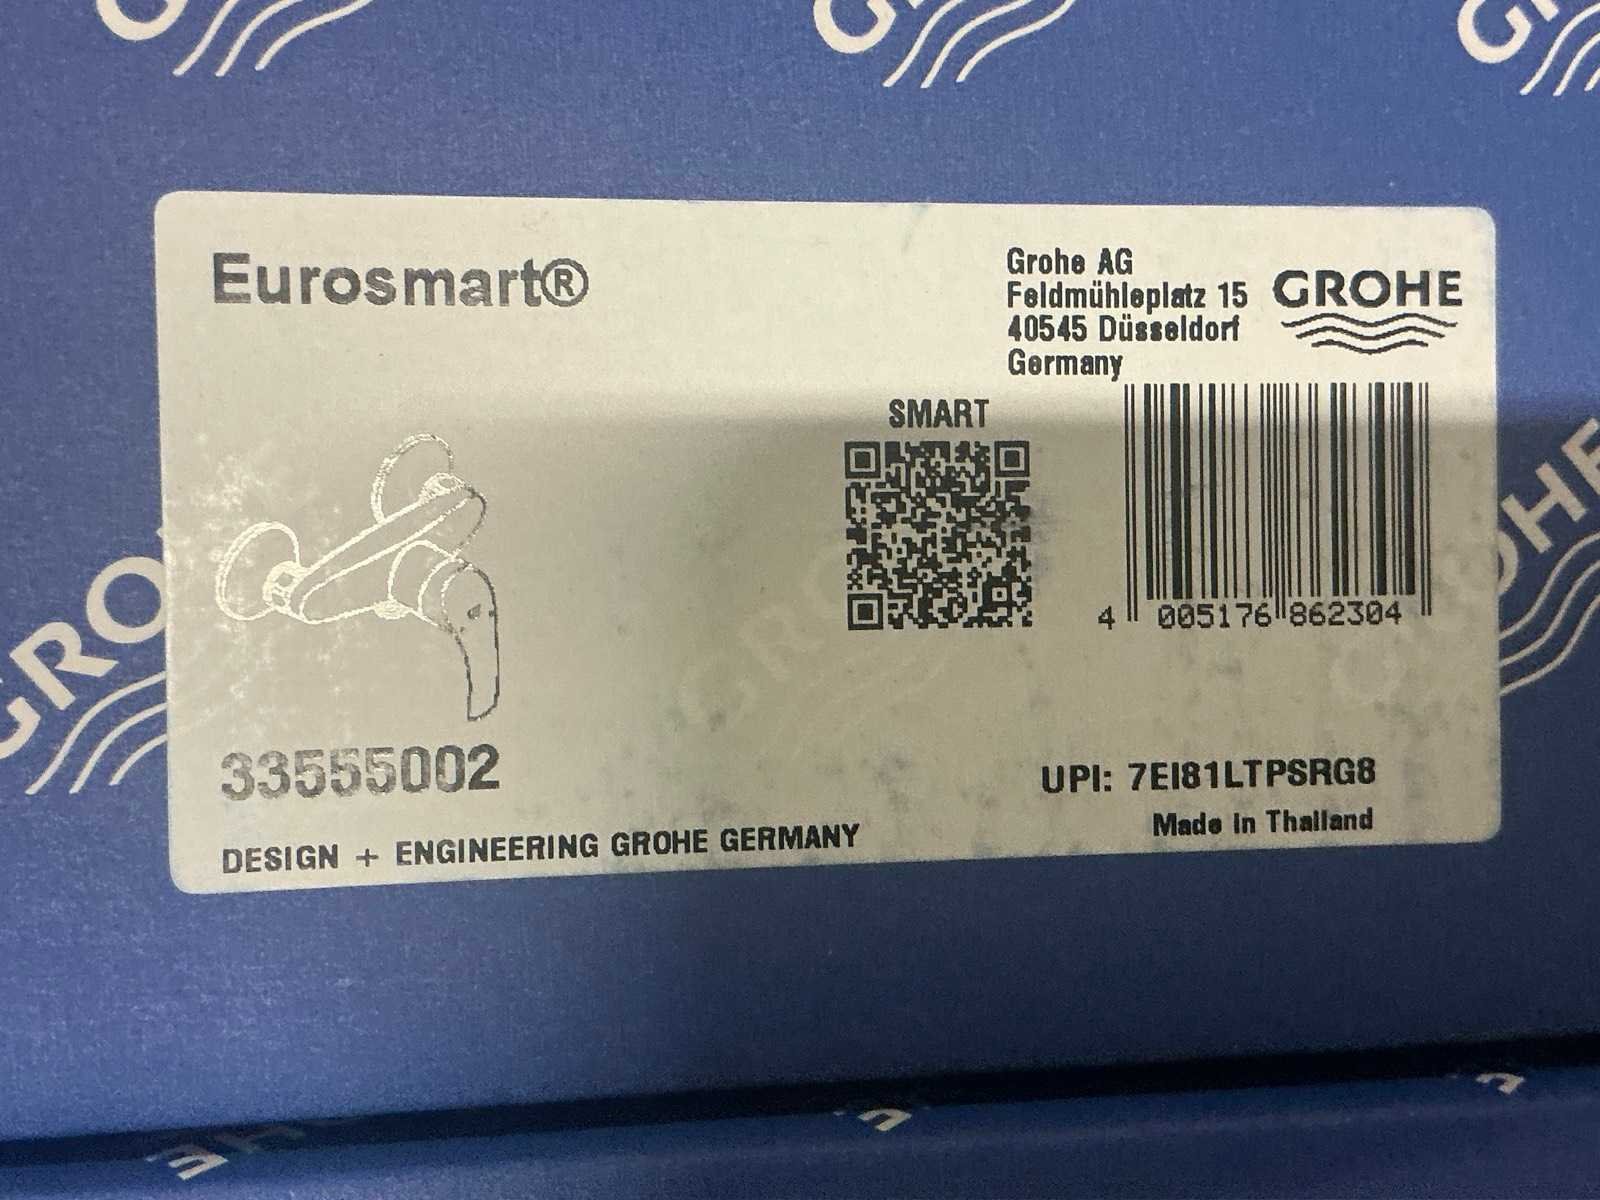 Eurosmart®
Grohe AG
Feldmühleplatz 15
40545 Düsseldorf
Germany
GROHE
SMART
4 005176 862304
33555002
UPI: 7EI81LTPSRG8
Made in Thailand
DESIGN + ENGINEERING GROHE GERMANY